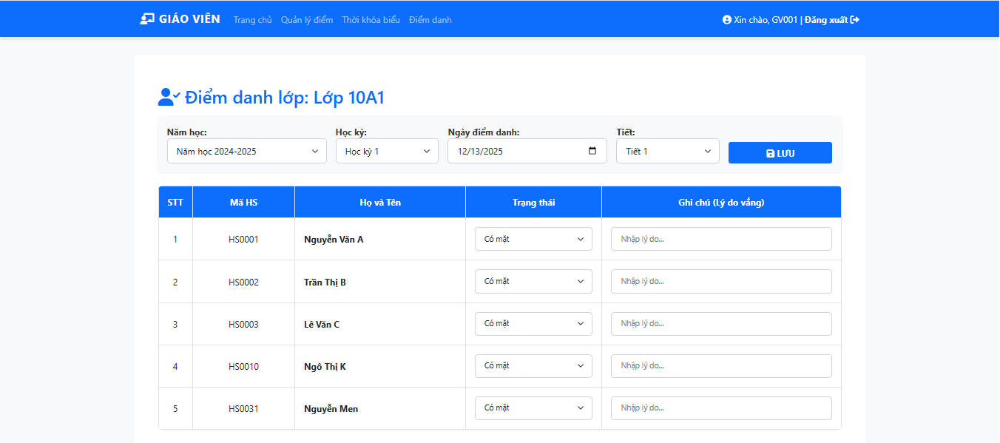 GIÁO VIÊN Trang chủ Quản lý điểm Thời khóa biểu Điểm danh Xin chào, GV001 | Đăng xuất
Điểm danh lớp: Lớp 10A1
Năm học: Học kỳ: Ngày điểm danh: Tiết:
Năm học 2024-2025 Học kỳ 1 12/13/2025 Tiết 1 LƯU
STT Mã HS Họ và Tên Trạng thái Ghi chú (Lý do vắng)
1 HS0001 Nguyễn Văn A Có mặt Nhập lý do...
2 HS0002 Trần Thị B Có mặt Nhập lý do...
3 HS0003 Lê Văn C Có mặt Nhập lý do...
4 HS0010 Ngô Thị K Có mặt Nhập lý do...
5 HS0031 Nguyễn Men Có mặt Nhập lý do...